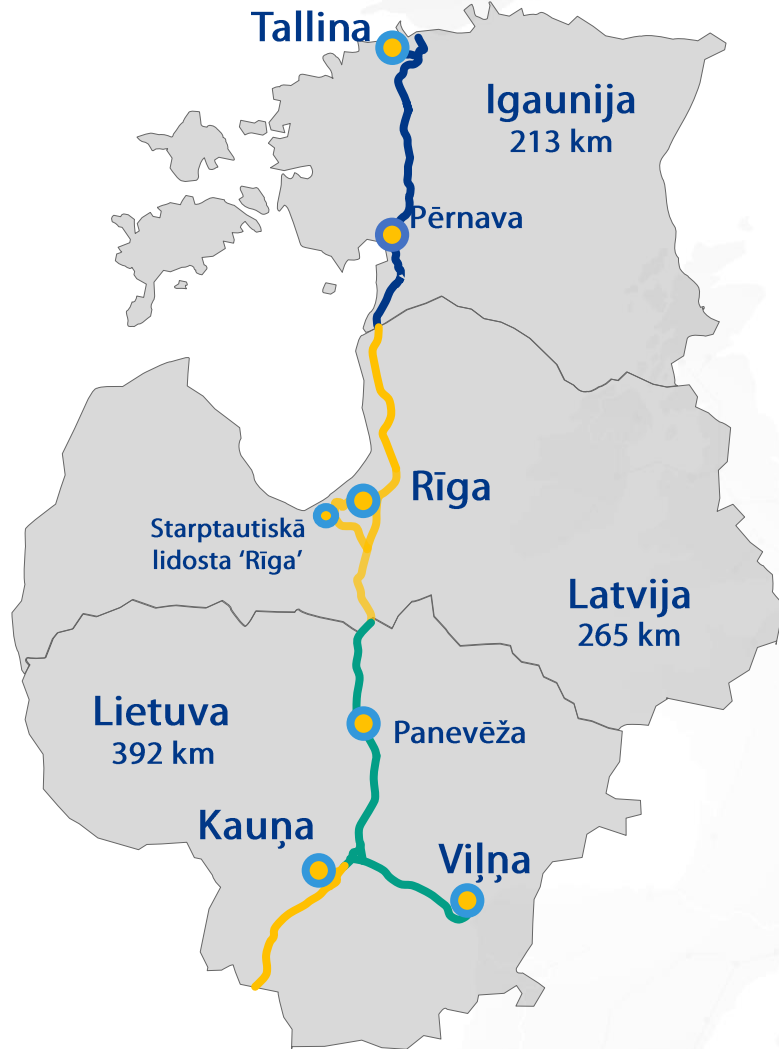 Tallina
Igaunija
213 km
Pērnava
Rīga
Starptautiskā
lidosta ‘Rīga’
Latvija
265 km
Lietuva
392 km
Panevēža
Kauņa
Viļņa